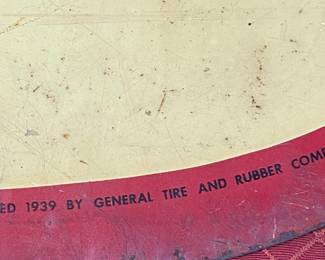 ED 1939 BY GENERAL TIRE AND RUBBER COMP